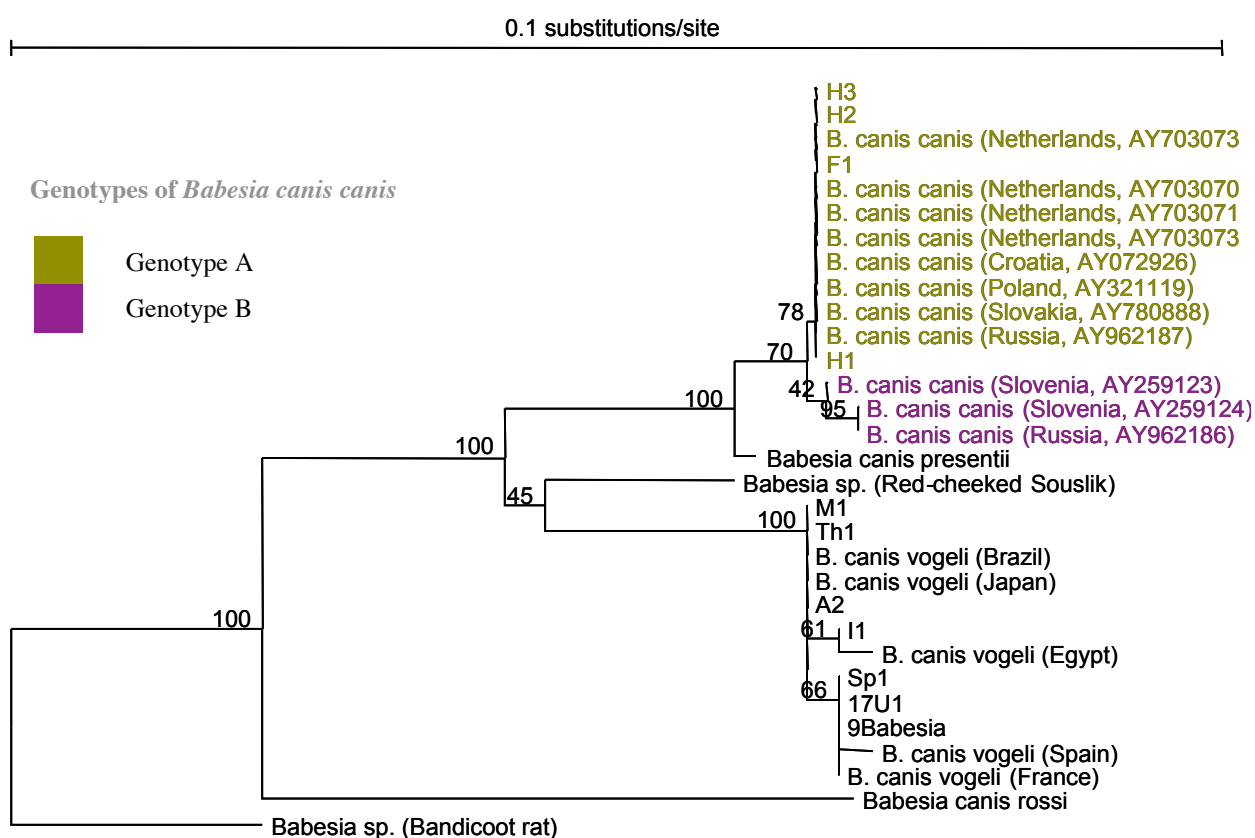 0.1 substitutions/site
H3
H2
B. canis canis (Netherlands, AY703073
F1
Genotypes of Babesia canis canis
B. canis canis (Netherlands, AY703070
B. canis canis (Netherlands, AY703071
B. canis canis (Netherlands, AY703073
Genotype A
B. canis canis (Croatia, AY072926)
B. canis canis (Poland, AY321119)
Genotype B
78
B. canis canis (Slovakia, AY780888)
B. canis canis (Russia, AY962187)
70
H1
42
B. canis canis (Slovenia, AY259123)
100
95
B. canis canis (Slovenia, AY259124)
B. canis canis (Russia, AY962186)
100
Babesia canis presentii
Babesia sp. (Red-cheeked Souslik)
45
M1
100
Th1
B. canis vogeli (Brazil)
B. canis vogeli (Japan)
A2
100
61
I1
B. canis vogeli (Egypt)
Sp1
66
17U1
9Babesia
B. canis vogeli (Spain)
B. canis vogeli (France)
Babesia canis rossi
Babesia sp. (Bandicoot rat)